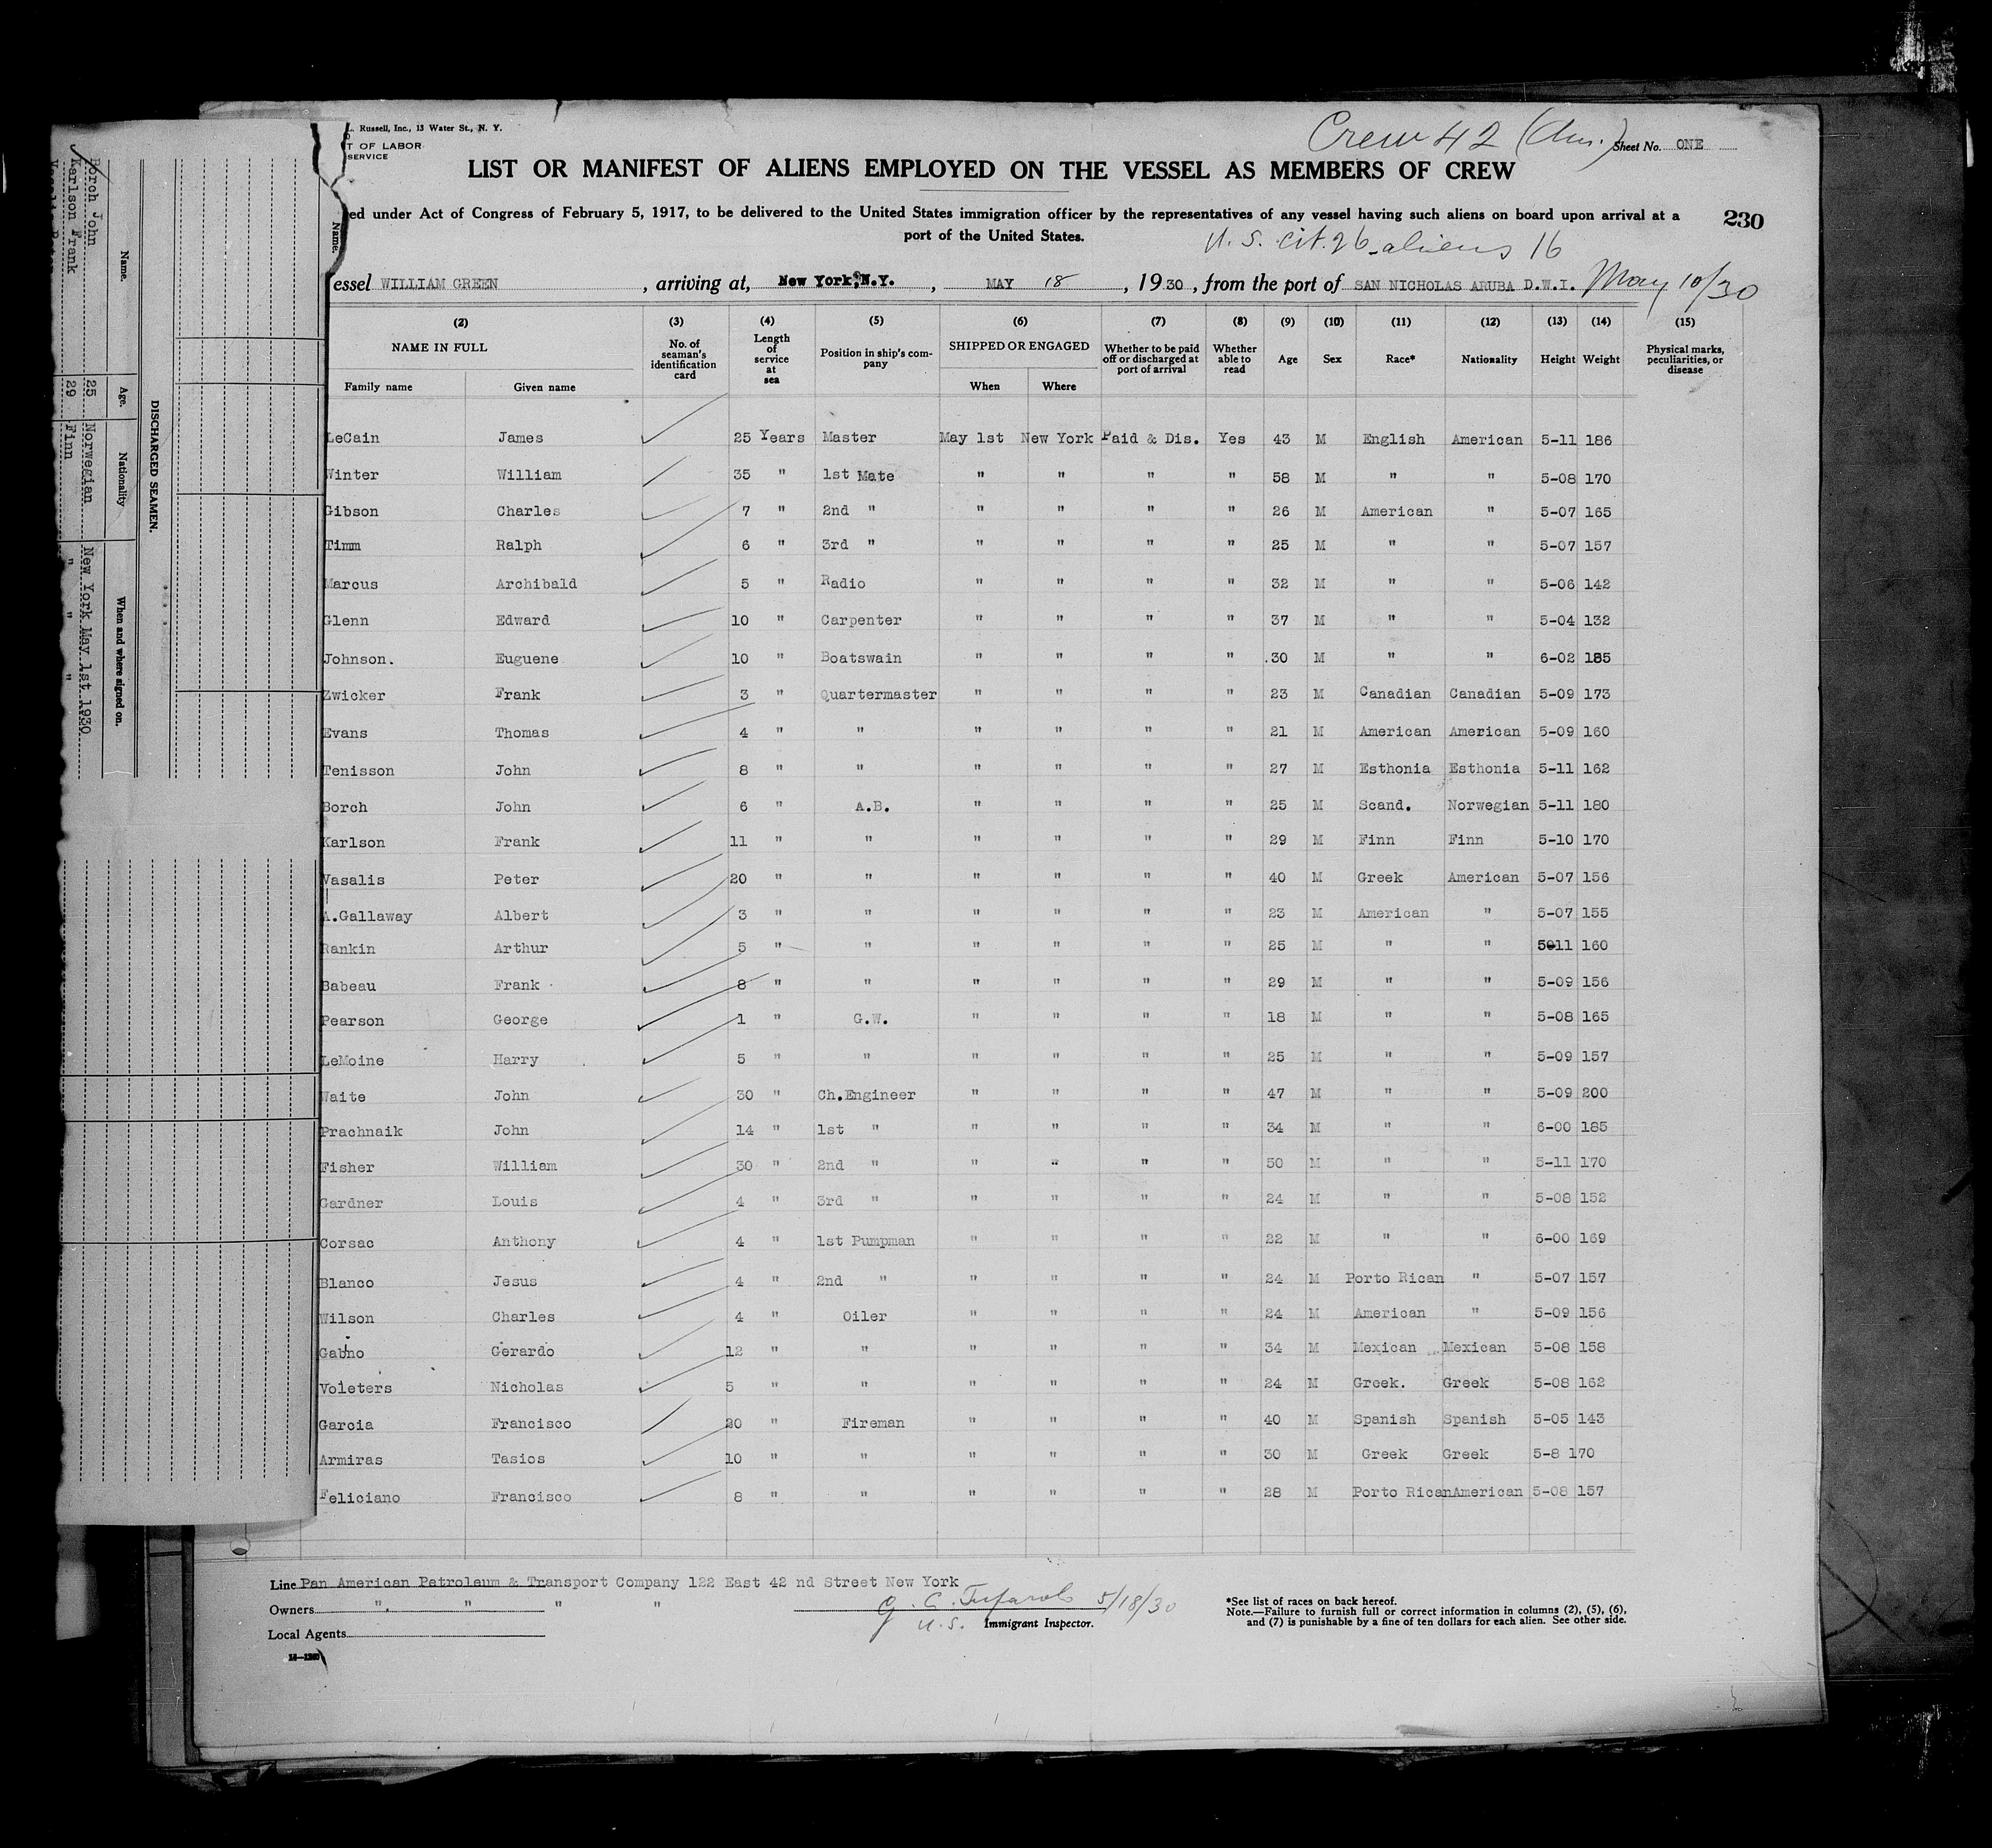 L. Russell, Inc., 13 Water St., N. Y.
T OF LABOR
SERVICE
Crew 42 (Am.) Sheet No. ONE
LIST OR MANIFEST OF ALIENS EMPLOYED ON THE VESSEL AS MEMBERS OF CREW
ed under Act of Congress of February 5, 1917, to be delivered to the United States immigration officer by the representatives of any vessel having such aliens on board upon arrival at a
port of the United States.
230
U. S. cit. 26 - aliens 16
essel WILLIAM GREEN, arriving at, New York, N.Y., MAY 18, 1930, from the port of SAN NICHOLAS ARUBA D.W.I. May 10/30
(2) (3) (4) (5) (6) (7) (8) (9) (10) (11) (12) (13) (14) (15)
NAME IN FULL No. of seaman's identification card Length of service at sea Position in ship's company SHIPPED OR ENGAGED Whether to be paid off or discharged at port of arrival Whether able to read Age Sex Race* Nationality Height Weight Physical marks, peculiarities, or disease
Family name Given name When Where
LeCain James 25 Years Master May 1st New York Paid & Dis. Yes 43 M English American 5-11 186
Winter William 35 " 1st Mate " " " " 58 M " " 5-08 170
Gibson Charles 7 " 2nd " " " " " 26 M American " 5-07 165
Timm Ralph 6 " 3rd " " " " " 25 M " " 5-07 157
Marcus Archibald 5 " Radio " " " " 32 M " " 5-06 142
Glenn Edward 10 " Carpenter " " " " 37 M " " 5-04 132
Johnson. Euguene 10 " Boatswain " " " " .30 M " " 6-02 185
Zwicker Frank 3 " Quartermaster " " " " 23 M Canadian Canadian 5-09 173
Evans Thomas 4 " " " " " " 21 M American American 5-09 160
Tenisson John 8 " " " " " " 27 M Esthonia Esthonia 5-11 162
Borch John 6 " A.B. " " " " 25 M Scand. Norwegian 5-11 180
Karlson Frank 11 " " " " " " 29 M Finn Finn 5-10 170
Vasalis Peter 20 " " " " " " 40 M Greek American 5-07 156
A.Gallaway Albert 3 " " " " " " 23 M American " 5-07 155
Rankin Arthur 5 " " " " " " 25 M " " 5-11 160
Babeau Frank 8 " " " " " " 29 M " " 5-09 156
Pearson George 1 " G.W. " " " " 18 M " " 5-08 165
LeMoine Harry 5 " " " " " " 25 M " " 5-09 157
Waite John 30 " Ch.Engineer " " " " 47 M " " 5-09 200
Prachnaik John 14 " 1st " " " " " 34 M " " 6-00 185
Fisher William 30 " 2nd " " " " " 50 M " " 5-11 170
Gardner Louis 4 " 3rd " " " " " 24 M " " 5-08 152
Corsac Anthony 4 " 1st Pumpman " " " " 22 M " " 6-00 169
Blanco Jesus 4 " 2nd " " " " " 24 M Porto Rican " 5-07 157
Wilson Charles 4 " Oiler " " " " 24 M American " 5-09 156
Gerardo 12 " " " " " " 34 M Mexican Mexican 5-08 158
Voleters Nicholas 5 " " " " " " 24 M Greek. Greek 5-08 162
Garcia Francisco 20 " Fireman " " " " 40 M Spanish Spanish 5-05 143
Armiras Tasios 10 " " " " " " 30 M Greek Greek 5-8 170
Feliciano Francisco 8 " " " " " " 28 M Porto Rican American 5-08 157
Line Pan American Petroleum & Transport Company 122 East 42 nd Street New York
Owners " " " "
Local Agents
5/18/30
U.S. Immigrant Inspector.
*See list of races on back hereof.
Note.—Failure to furnish full or correct information in columns (2), (5), (6),
and (7) is punishable by a fine of ten dollars for each alien. See other side.
DISCHARGED SEAMEN.
Name. Age. Nationality When and where signed on.
Borch John 25 Norwegian New York May 1st 1930
Karlson Frank 29 Finn " " "
Name.